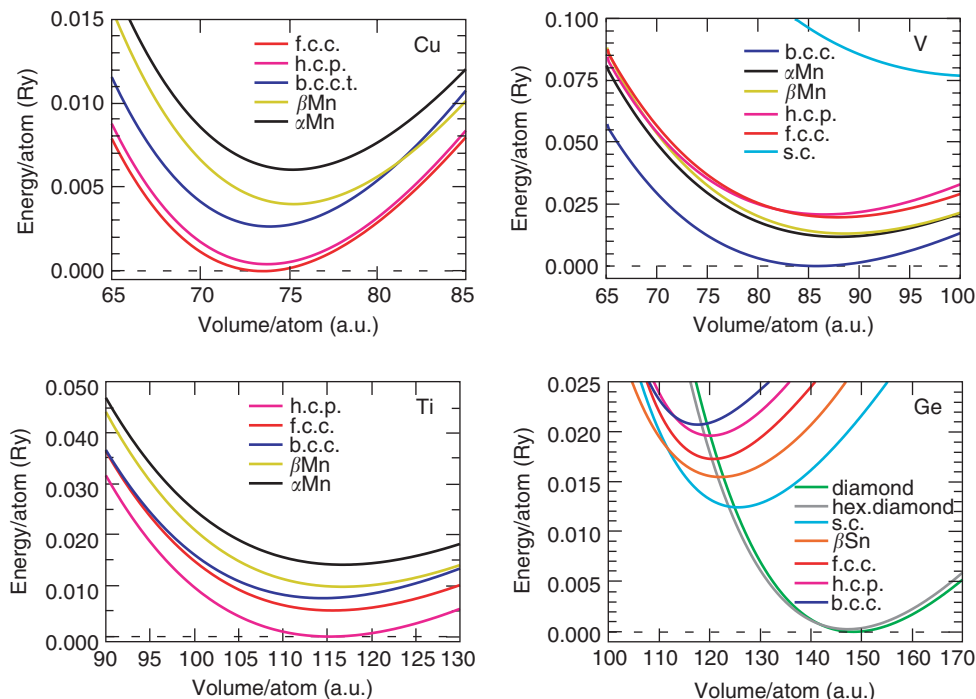 Cu
f.c.c.
h.c.p.
b.c.c.t.
βMn
αMn
Energy/atom (Ry)
0.015
0.010
0.005
0.000
65 70 75 80 85
Volume/atom (a.u.)
V
b.c.c.
αMn
βMn
h.c.p.
f.c.c.
s.c.
Energy/atom (Ry)
0.100
0.075
0.050
0.025
0.000
65 70 75 80 85 90 95 100
Volume/atom (a.u.)
Ti
h.c.p.
f.c.c.
b.c.c.
βMn
αMn
Energy/atom (Ry)
0.050
0.040
0.030
0.020
0.010
0.000
90 95 100 105 110 115 120 125 130
Volume/atom (a.u.)
Ge
diamond
hex.diamond
s.c.
βSn
f.c.c.
h.c.p.
b.c.c.
Energy/atom (Ry)
0.025
0.020
0.015
0.010
0.005
0.000
100 110 120 130 140 150 160 170
Volume/atom (a.u.)